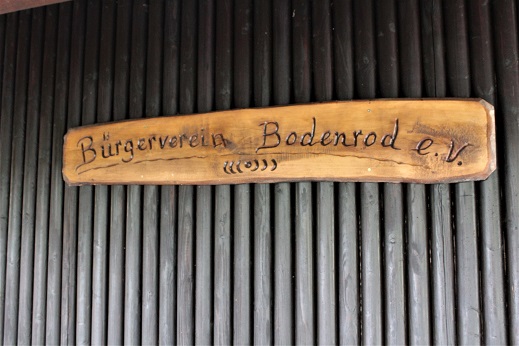 Bürgerverein Bodenrod e.V.